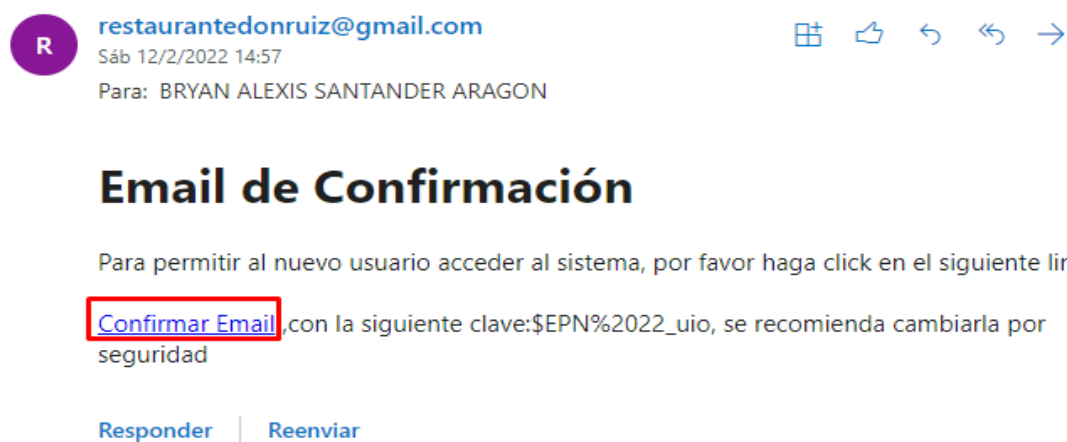 R
restaurantedonruiz@gmail.com
Sáb 12/2/2022 14:57
Para: BRYAN ALEXIS SANTANDER ARAGON
Email de Confirmación
Para permitir al nuevo usuario acceder al sistema, por favor haga click en el siguiente
Confirmar Email ,con la siguiente clave:$EPN%2022_uio, se recomienda cambiarla por
seguridad
Responder | Reenviar